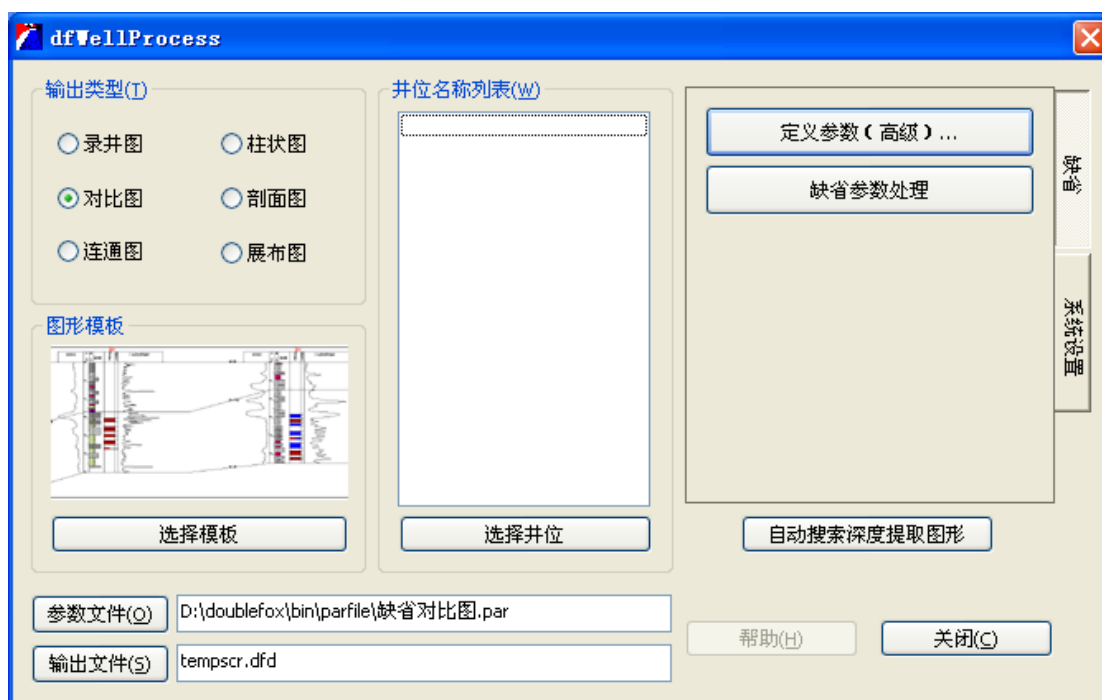 dfWellProcess
输出类型(T)
录井图
柱状图
对比图
剖面图
连通图
展布图
图形模板
选择模板
井位名称列表(W)
选择井位
定义参数(高级)...
缺省参数处理
缺省
系统设置
自动搜索深度提取图形
参数文件(O)
D:\doublefox\bin\parfile\缺省对比图.par
输出文件(S)
tempscr.dfd
帮助(H)
关闭(C)